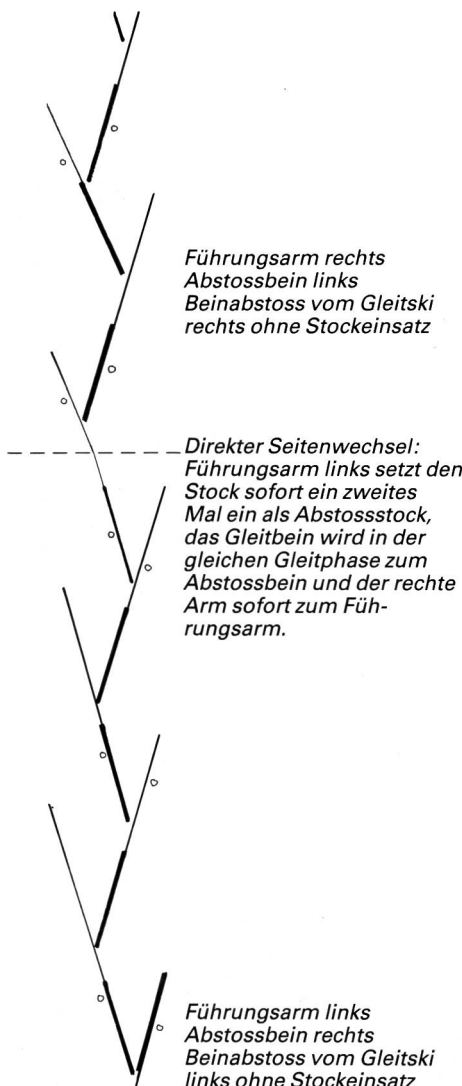 Führungsarm rechts
Abstossbein links
Beinabstoss vom Gleitski
rechts ohne Stockeinsatz
Direkter Seitenwechsel:
Führungsarm links setzt den
Stock sofort ein zweites
Mal ein als Abstossstock,
das Gleitbein wird in der
gleichen Gleitphase zum
Abstossbein und der rechte
Arm sofort zum Füh-
rungsarm.
Führungsarm links
Abstossbein rechts
Beinabstoss vom Gleitski
links ohne Stockeinsatz